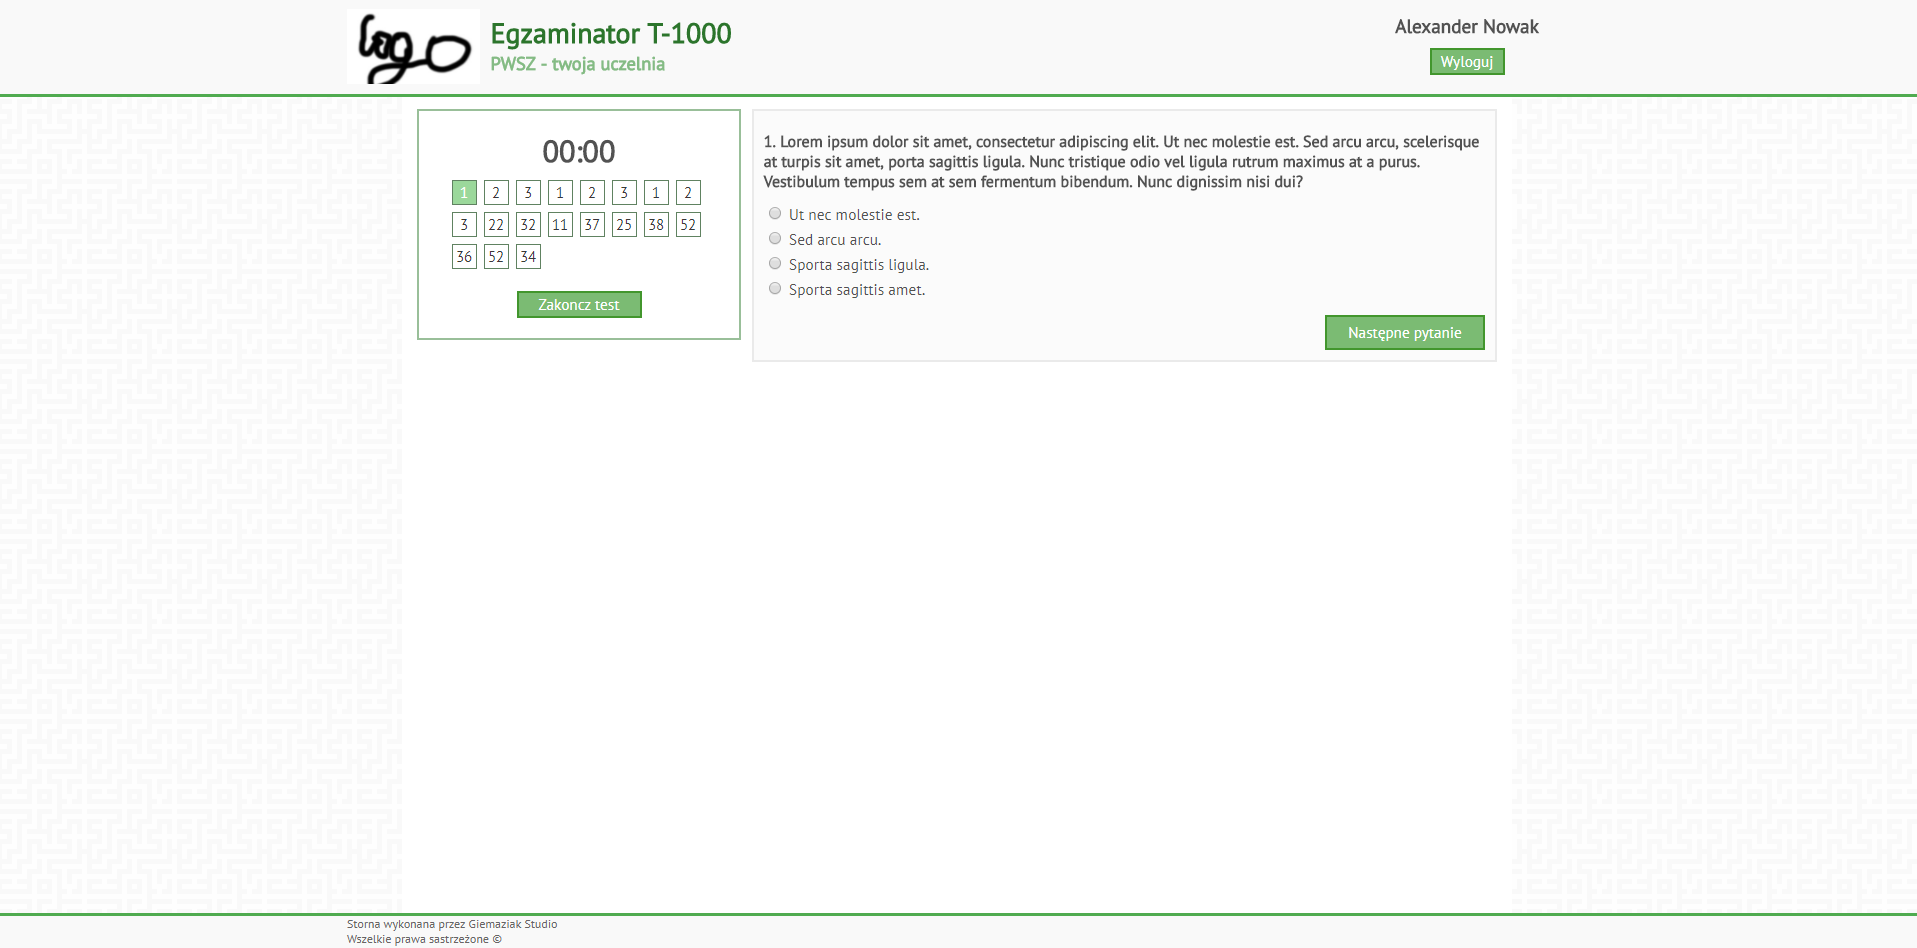 logo
Egzaminator T-1000
PWSZ - twoja uczelnia
Alexander Nowak
Wyloguj
00:00
1 2 3 1 2 3 1 2
3 22 32 11 37 25 38 52
36 52 34
Zakoncz test
1. Lorem ipsum dolor sit amet, consectetur adipiscing elit. Ut nec molestie est. Sed arcu arcu, scelerisque
at turpis sit amet, porta sagittis ligula. Nunc tristique odio vel ligula rutrum maximus at a purus.
Vestibulum tempus sem at sem fermentum bibendum. Nunc dignissim nisi dui?
Ut nec molestie est.
Sed arcu arcu.
Sporta sagittis ligula.
Sporta sagittis amet.
Następne pytanie
Storna wykonana przez Giemaziak Studio
Wszelkie prawa sastrzeżone ©